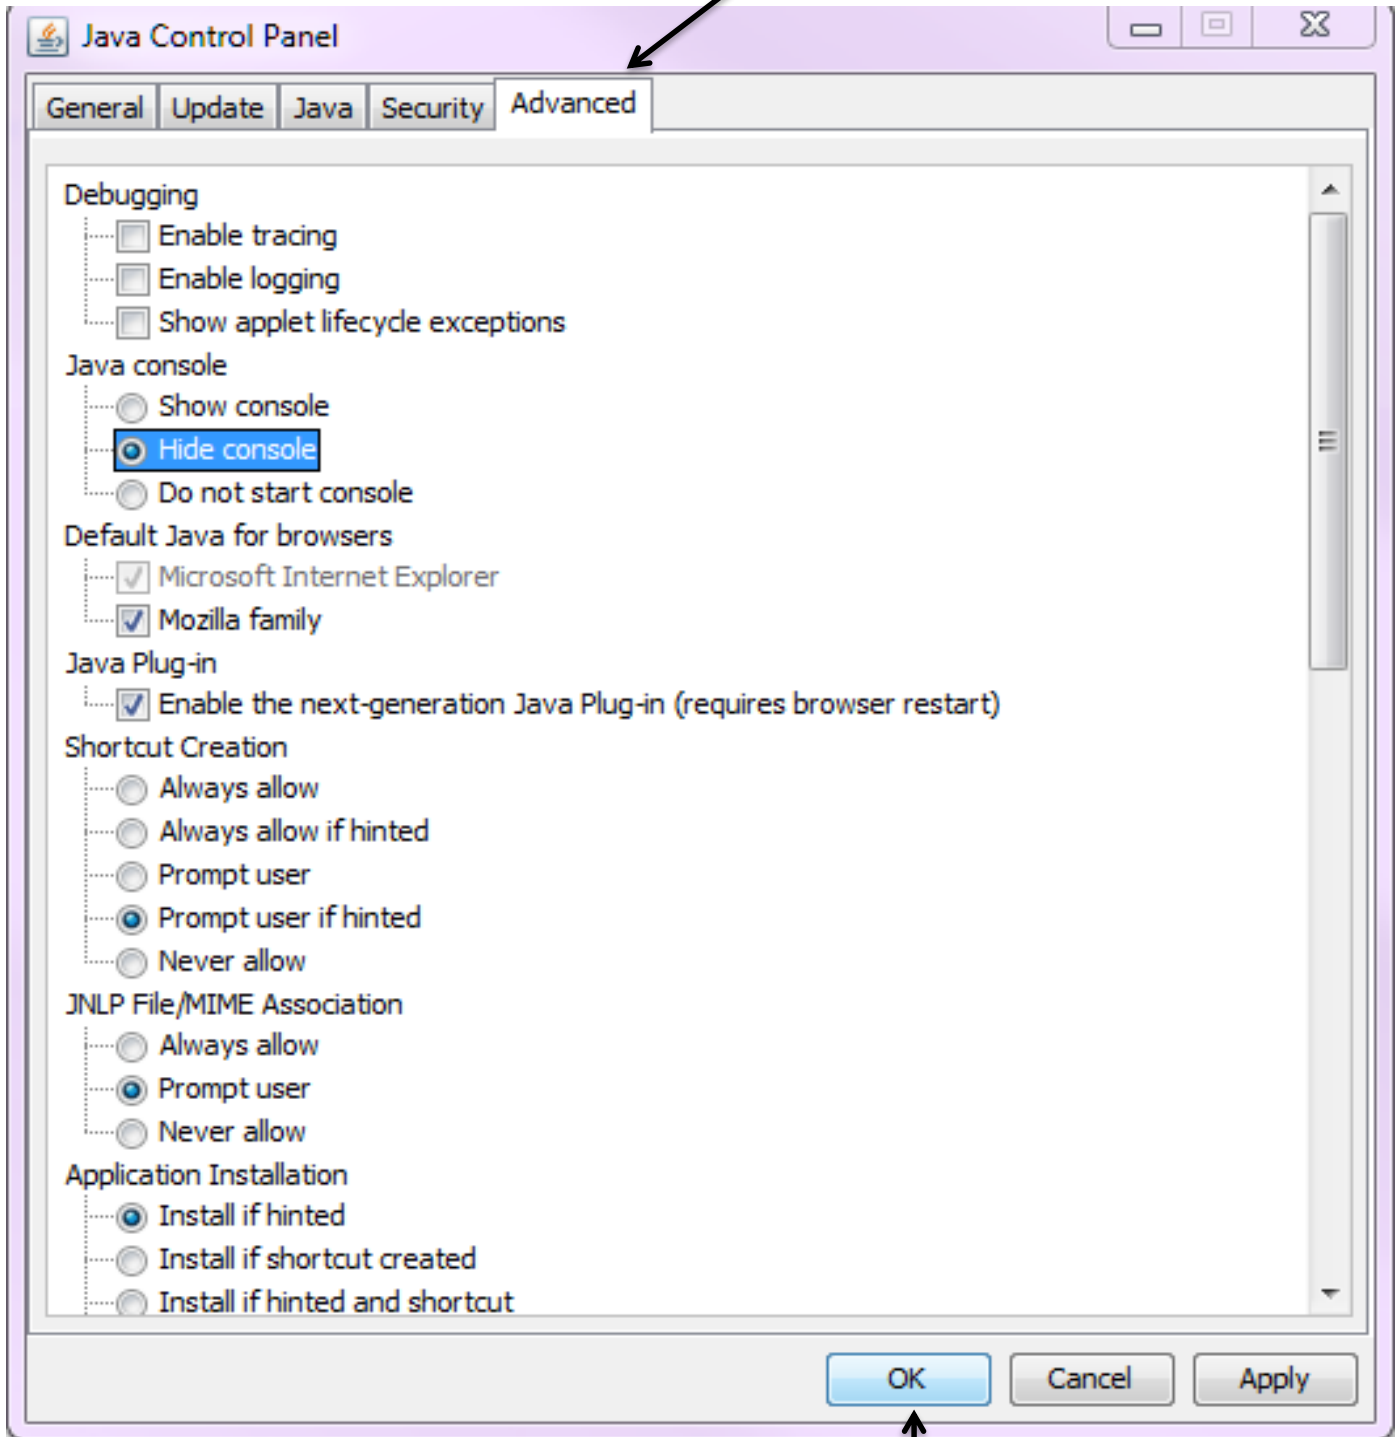 Java Control Panel
General Update Java Security Advanced
Debugging
Enable tracing
Enable logging
Show applet lifecycle exceptions
Java console
Show console
Hide console
Do not start console
Default Java for browsers
Microsoft Internet Explorer
Mozilla family
Java Plug-in
Enable the next-generation Java Plug-in (requires browser restart)
Shortcut Creation
Always allow
Always allow if hinted
Prompt user
Prompt user if hinted
Never allow
JNLP File/MIME Association
Always allow
Prompt user
Never allow
Application Installation
Install if hinted
Install if shortcut created
Install if hinted and shortcut
OK Cancel Apply